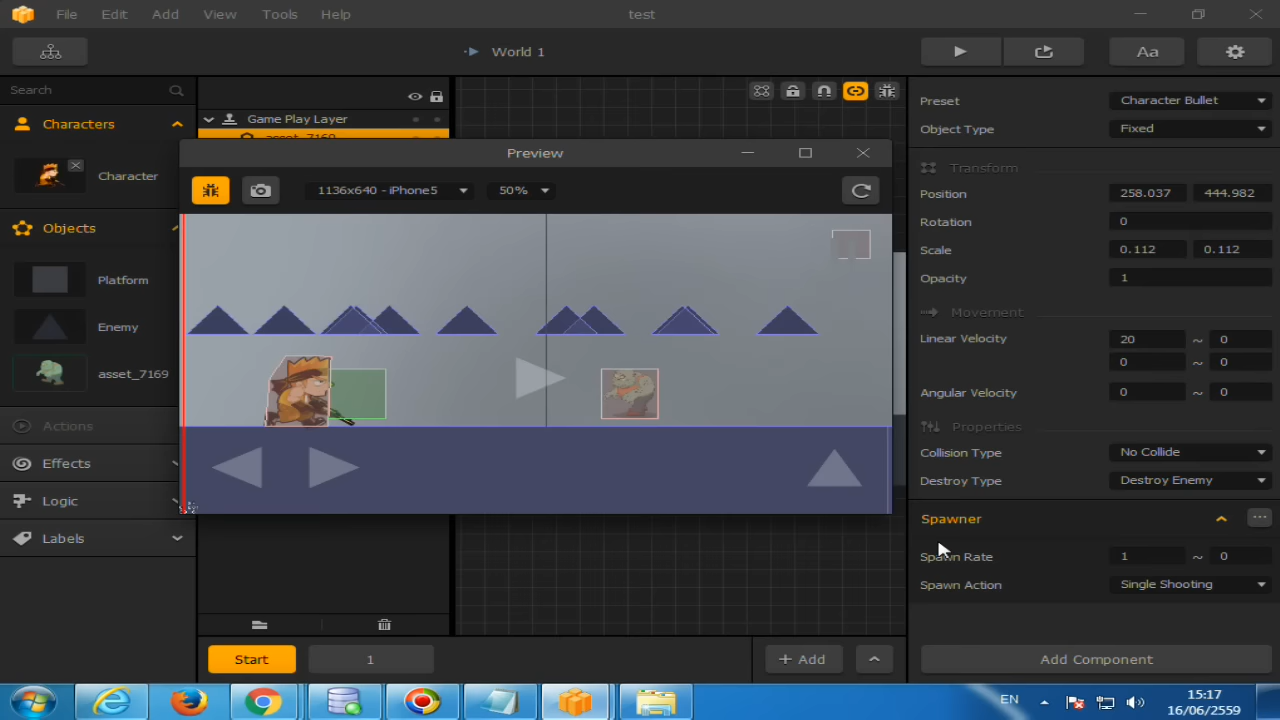 File Edit Add View Tools Help
test
World 1
Aa
Search
Characters
Character
Objects
Platform
Enemy
asset_7169
Actions
Effects
Logic
Labels
Game Play Layer
asset_7169
Preview
1136x640 - iPhone5
50%
Preset Character Bullet
Object Type Fixed
Transform
Position 258.037 444.982
Rotation 0
Scale 0.112 0.112
Opacity 1
Movement
Linear Velocity 20 ~ 0
0 ~ 0
Angular Velocity 0 ~ 0
Properties
Collision Type No Collide
Destroy Type Destroy Enemy
Spawner ...
Spawn Rate 1 ~ 0
Spawn Action Single Shooting
Start 1
+ Add
Add Component
EN
15:17
16/06/2559